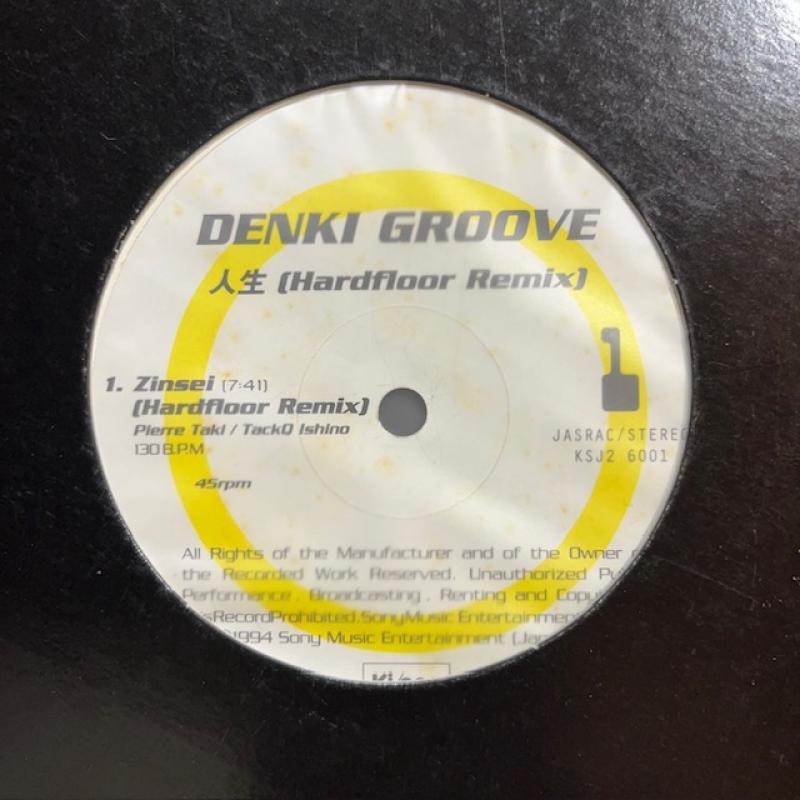 DENKI GROOVE
人生 (Hardfloor Remix)
1
1. Zinsei (7:41)
(Hardfloor Remix)
Pierre Taki / TackQ Ishino
130 B.P.M
45rpm
JASRAC/STEREO
KSJ2 6001
All Rights of the Manufacturer and of the Owner
the Recorded Work Reserved. Unauthorized
Performance, Broadcasting, Renting and
RecordProhibited.SonyMusic
1994 Sony Music Entertainment